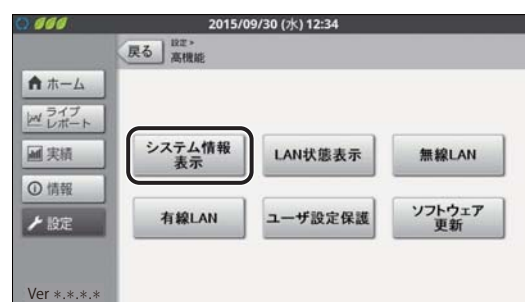 2015/09/30 (水) 12:34
戻る
設定 >
高機能
ホーム
ライブ
レポート
実績
情報
設定
システム情報
表示
LAN状態表示
無線LAN
有線LAN
ユーザ設定保護
ソフトウェア
更新
Ver *.*.*.*